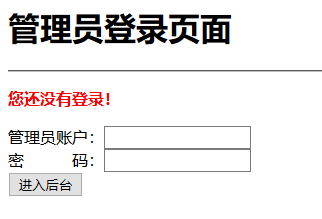 管理员登录页面
您还没有登录！
管理员账户：
密　　码：
进入后台